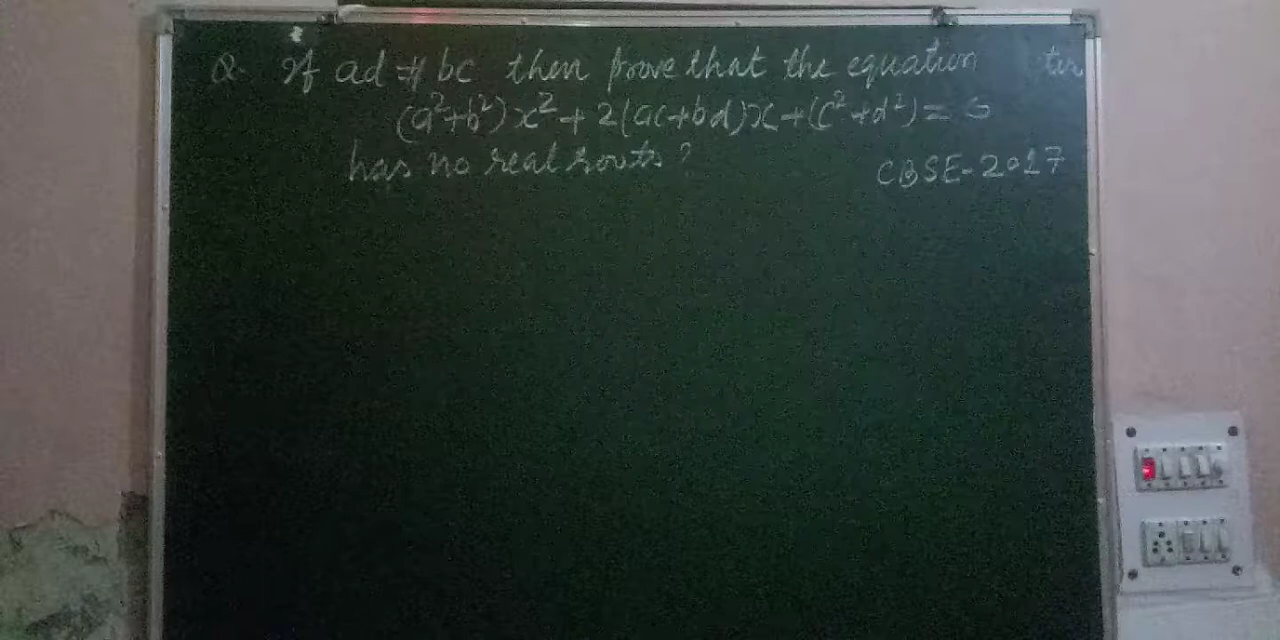 Q. If ad ≠ bc then prove that the equation
(a²+b²)x²+2(ac+bd)x+(c²+d²)=0
has no real roots?
CBSE-2017